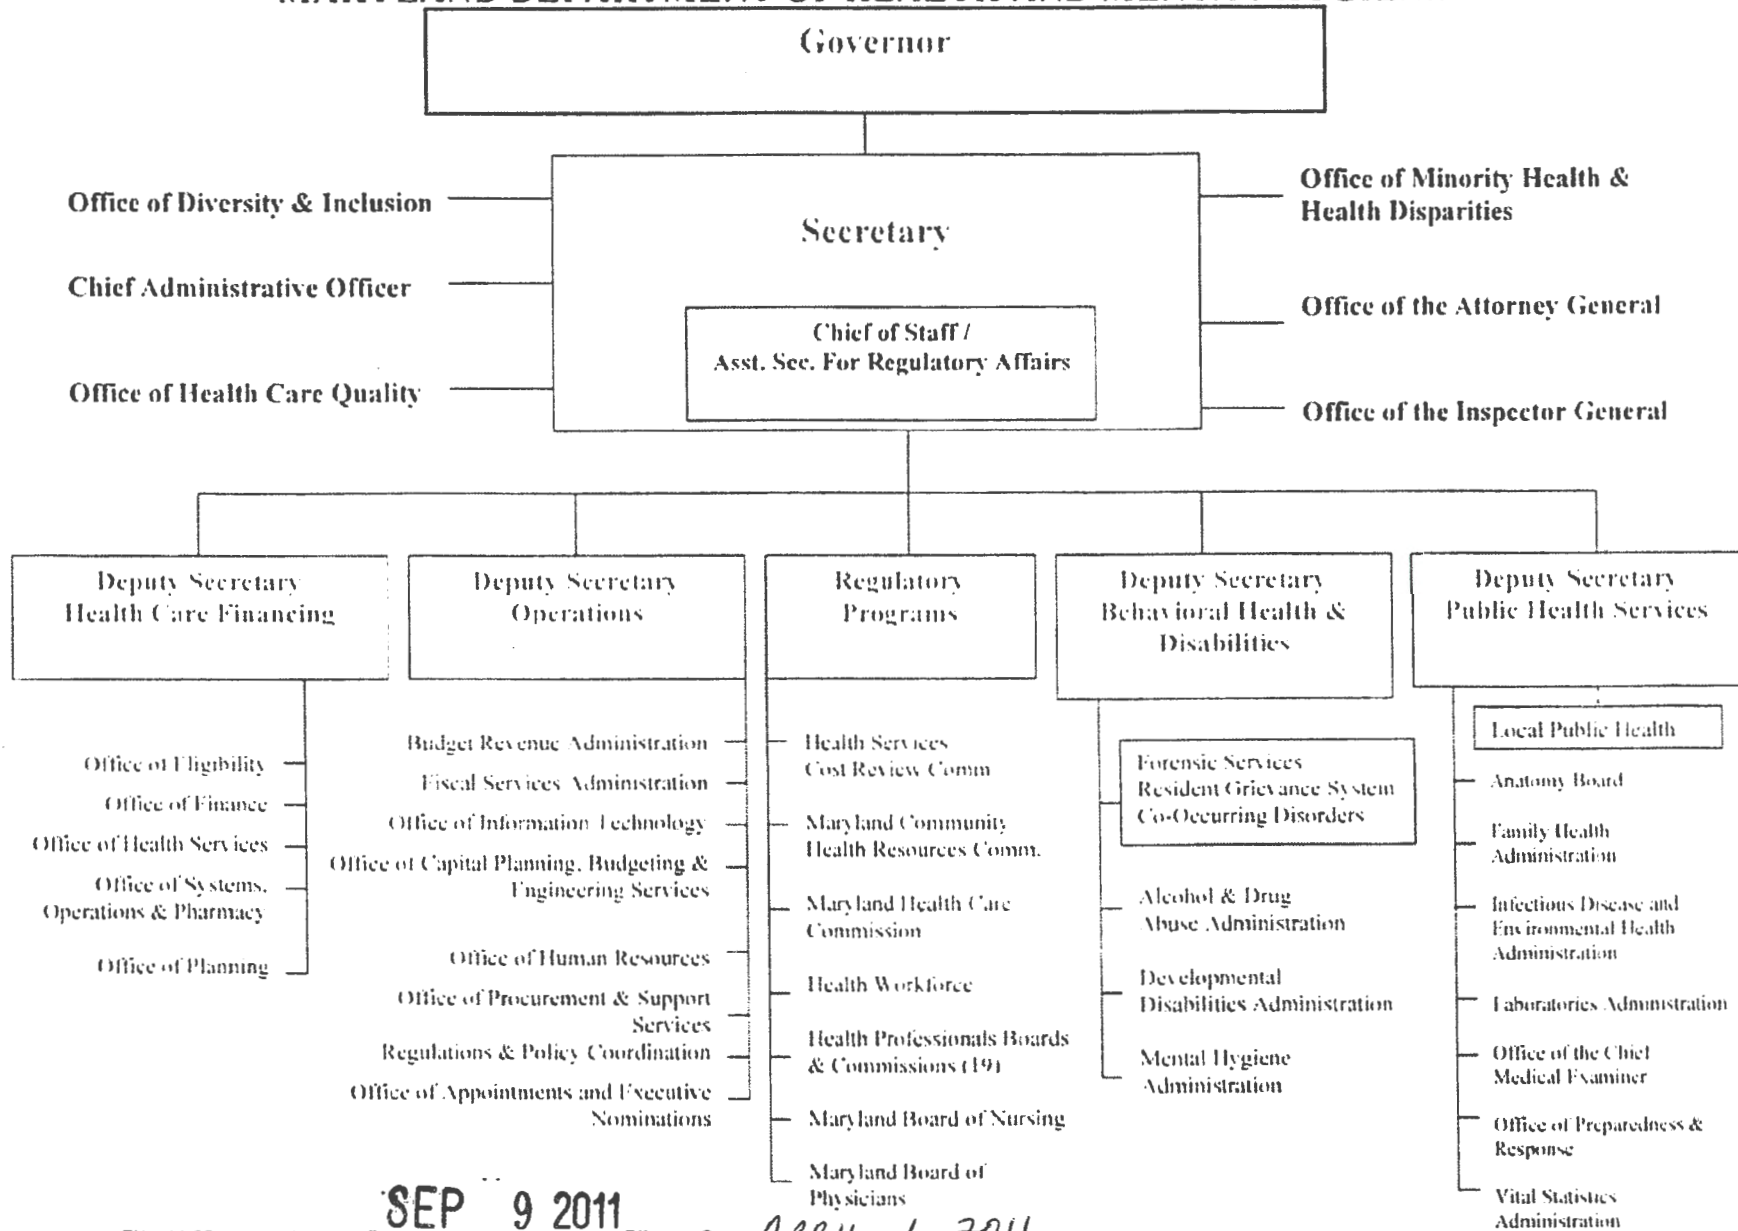 Governor
Office of Diversity & Inclusion
Chief Administrative Officer
Office of Health Care Quality
Secretary
Chief of Staff /
Asst. Sec. For Regulatory Affairs
Office of Minority Health &
Health Disparities
Office of the Attorney General
Office of the Inspector General
Deputy Secretary
Health Care Financing
Office of Eligibility
Office of Finance
Office of Health Services
Office of Systems,
Operations & Pharmacy
Office of Planning
Deputy Secretary
Operations
Budget Revenue Administration
Fiscal Services Administration
Office of Information Technology
Office of Capital Planning, Budgeting &
Engineering Services
Office of Human Resources
Office of Procurement & Support
Services
Regulations & Policy Coordination
Office of Appointments and Executive
Nominations
Regulatory
Programs
Health Services
Cost Review Comm
Maryland Community
Health Resources Comm.
Maryland Health Care
Commission
Health Workforce
Health Professionals Boards
& Commissions (19)
Maryland Board of Nursing
Maryland Board of
Physicians
Deputy Secretary
Behavioral Health &
Disabilities
Forensic Services
Resident Grievance System
Co-Occurring Disorders
Alcohol & Drug
Abuse Administration
Developmental
Disabilities Administration
Mental Hygiene
Administration
Deputy Secretary
Public Health Services
Local Public Health
Anatomy Board
Family Health
Administration
Infectious Disease and
Environmental Health
Administration
Laboratories Administration
Office of the Chief
Medical Examiner
Office of Preparedness &
Response
Vital Statistics
Administration
SEP 9 2011